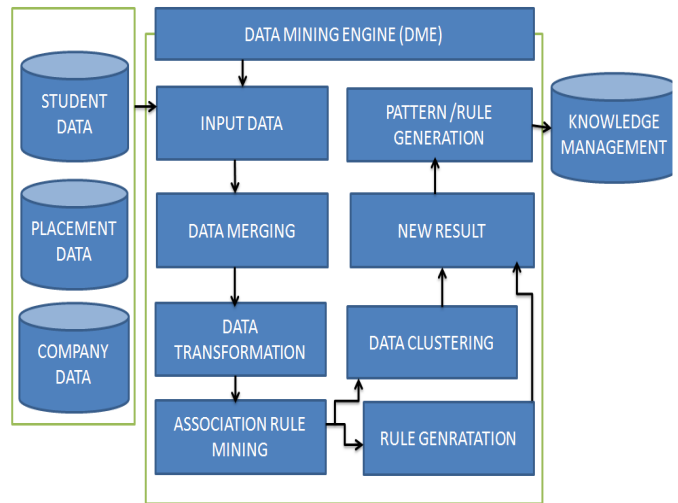 DATA MINING ENGINE (DME)
STUDENT
DATA
PLACEMENT
DATA
COMPANY
DATA
INPUT DATA
DATA MERGING
DATA
TRANSFORMATION
ASSOCIATION RULE
MINING
PATTERN /RULE
GENERATION
NEW RESULT
DATA CLUSTERING
RULE GENRATATION
KNOWLEDGE
MANAGEMENT